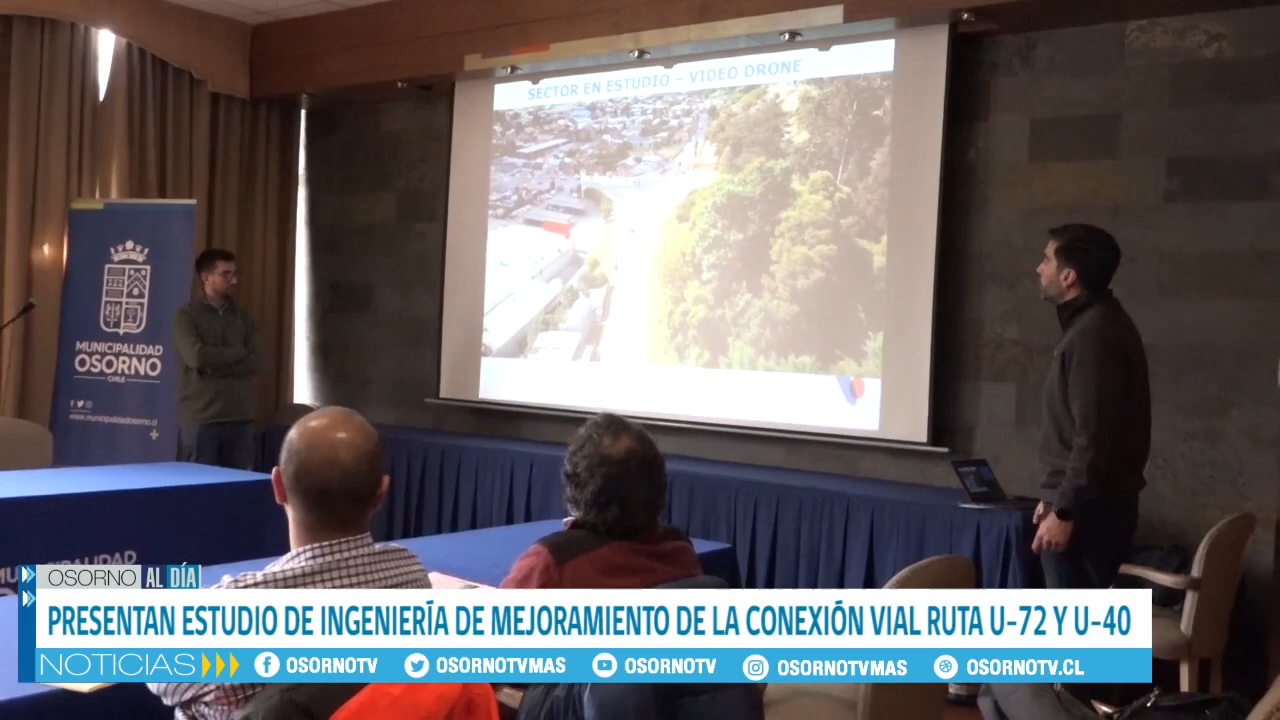 SECTOR EN ESTUDIO – VIDEO DRONE
MUNICIPALIDAD
OSORNO
CHILE
www.municipalidadosorno.cl
MUNICIPALIDAD
OSORNO AL DÍA
PRESENTAN ESTUDIO DE INGENIERÍA DE MEJORAMIENTO DE LA CONEXIÓN VIAL RUTA U-72 Y U-40
NOTICIAS OSORNOTV OSORNOTVMAS OSORNOTV OSORNOTVMAS OSORNOTV.CL